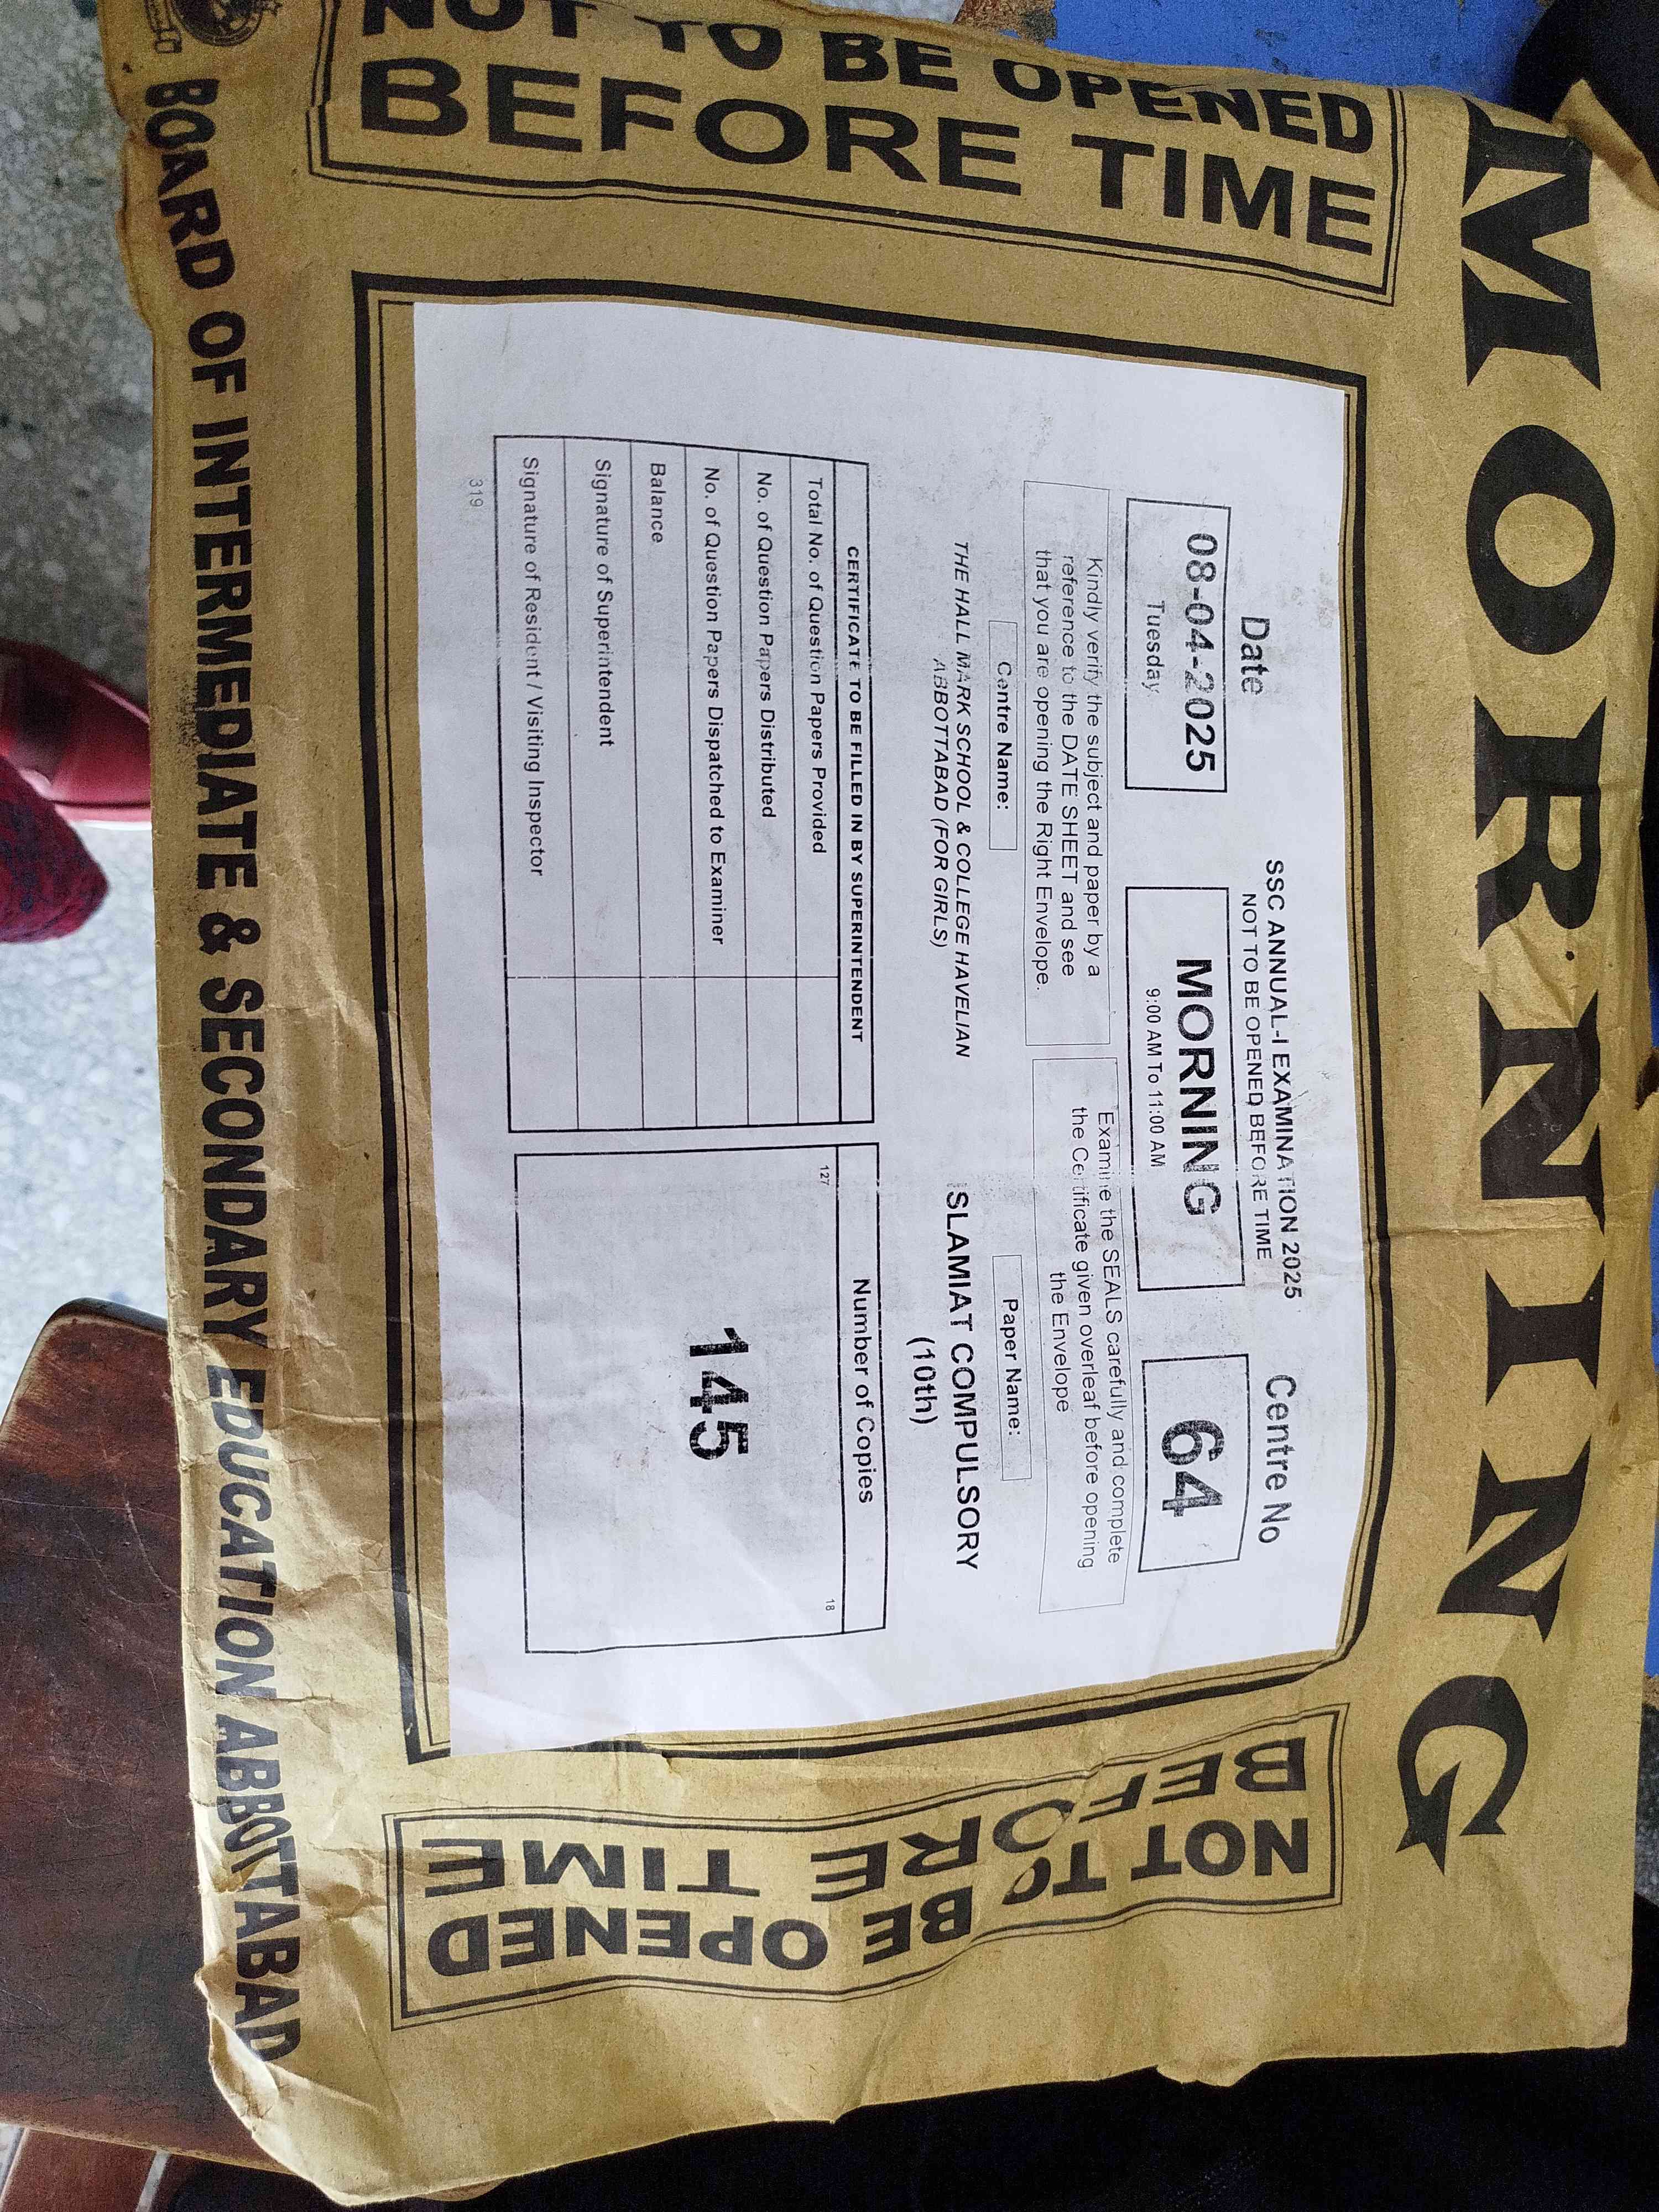 MORNING
NOT TO BE OPENED
BEFORE TIME
SSC ANNUAL-I EXAMINATION 2025
NOT TO BE OPENED BEFORE TIME
Date
Centre No
08-04-2025
Tuesday
MORNING
9:00 AM To 11:00 AM
64
Kindly verify the subject and paper by a
reference to the DATE SHEET and see
that you are opening the Right Envelope.
Examine the SEALS carefully and complete
the Certificate given overleaf before opening
the Envelope
Centre Name:
Paper Name:
THE HALL MARK SCHOOL & COLLEGE HAVELIAN
ABBOTTABAD (FOR GIRLS)
ISLAMIAT COMPULSORY
(10th)
CERTIFICATE TO BE FILLED IN BY SUPERINTENDENT
Total No. of Question Papers Provided
No. of Question Papers Distributed
No. of Question Papers Dispatched to Examiner
Balance
Signature of Superintendent
Signature of Resident / Visiting Inspector
319
Number of Copies
127
18
145
NOT TO BE OPENED
BEFORE TIME
BOARD OF INTERMEDIATE & SECONDARY EDUCATION ABBOTTABAD